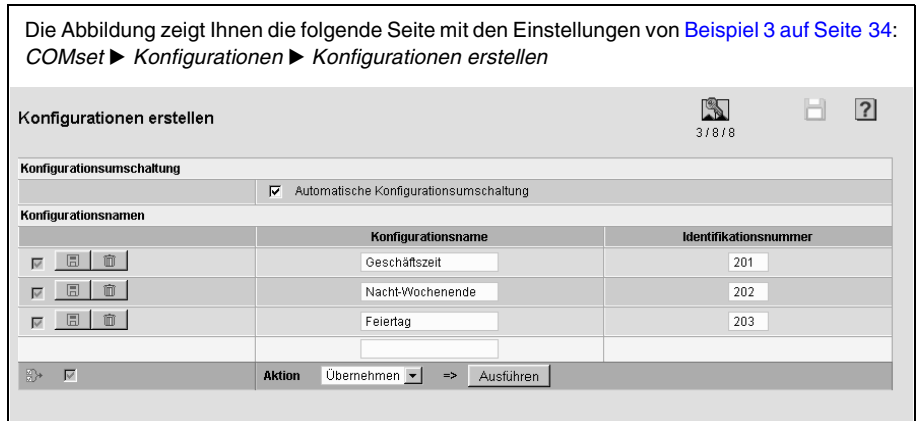 Die Abbildung zeigt Ihnen die folgende Seite mit den Einstellungen von Beispiel 3 auf Seite 34:
COMset ► Konfigurationen ► Konfigurationen erstellen
Konfigurationen erstellen
3 / 8 / 8
?
Konfigurationsumschaltung
Automatische Konfigurationsumschaltung
Konfigurationsnamen
Konfigurationsname Identifikationsnummer
Geschäftszeit 201
Nacht-Wochenende 202
Feiertag 203
Aktion Übernehmen => Ausführen